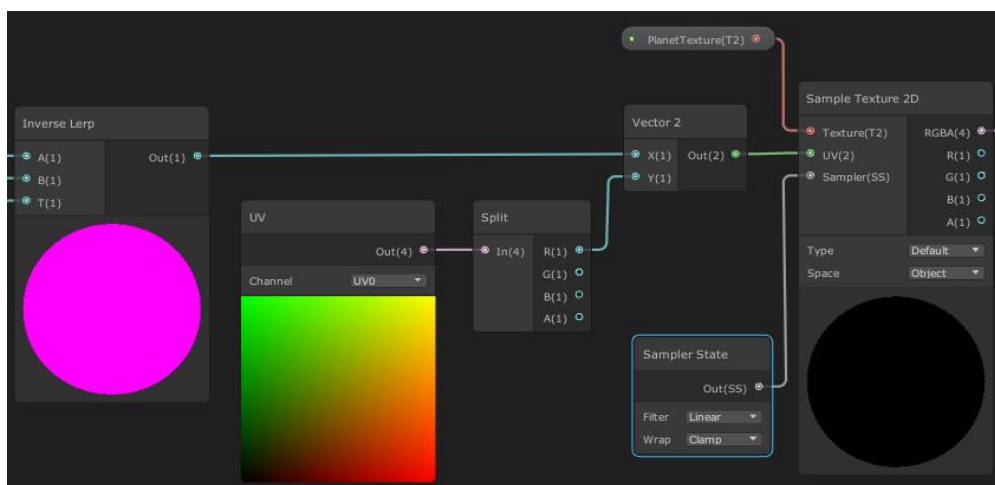 PlanetTexture(T2)
Inverse Lerp
A(1) Out(1)
B(1)
T(1)
UV
Out(4)
Channel UV0
Split
In(4) R(1)
G(1)
B(1)
A(1)
Vector 2
X(1) Out(2)
Y(1)
Sampler State
Out(SS)
Filter Linear
Wrap Clamp
Sample Texture 2D
Texture(T2) RGBA(4)
UV(2) R(1)
Sampler(SS) G(1)
B(1)
A(1)
Type Default
Space Object